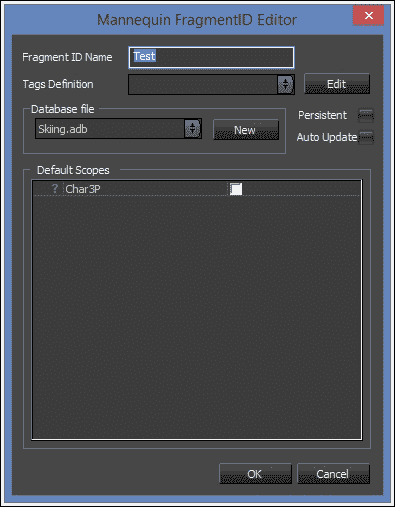 Mannequin FragmentID Editor
Fragment ID Name Test
Tags Definition Edit
Database file
Skiing.adb New
Persistent
Auto Update
Default Scopes
? Char3P
OK Cancel